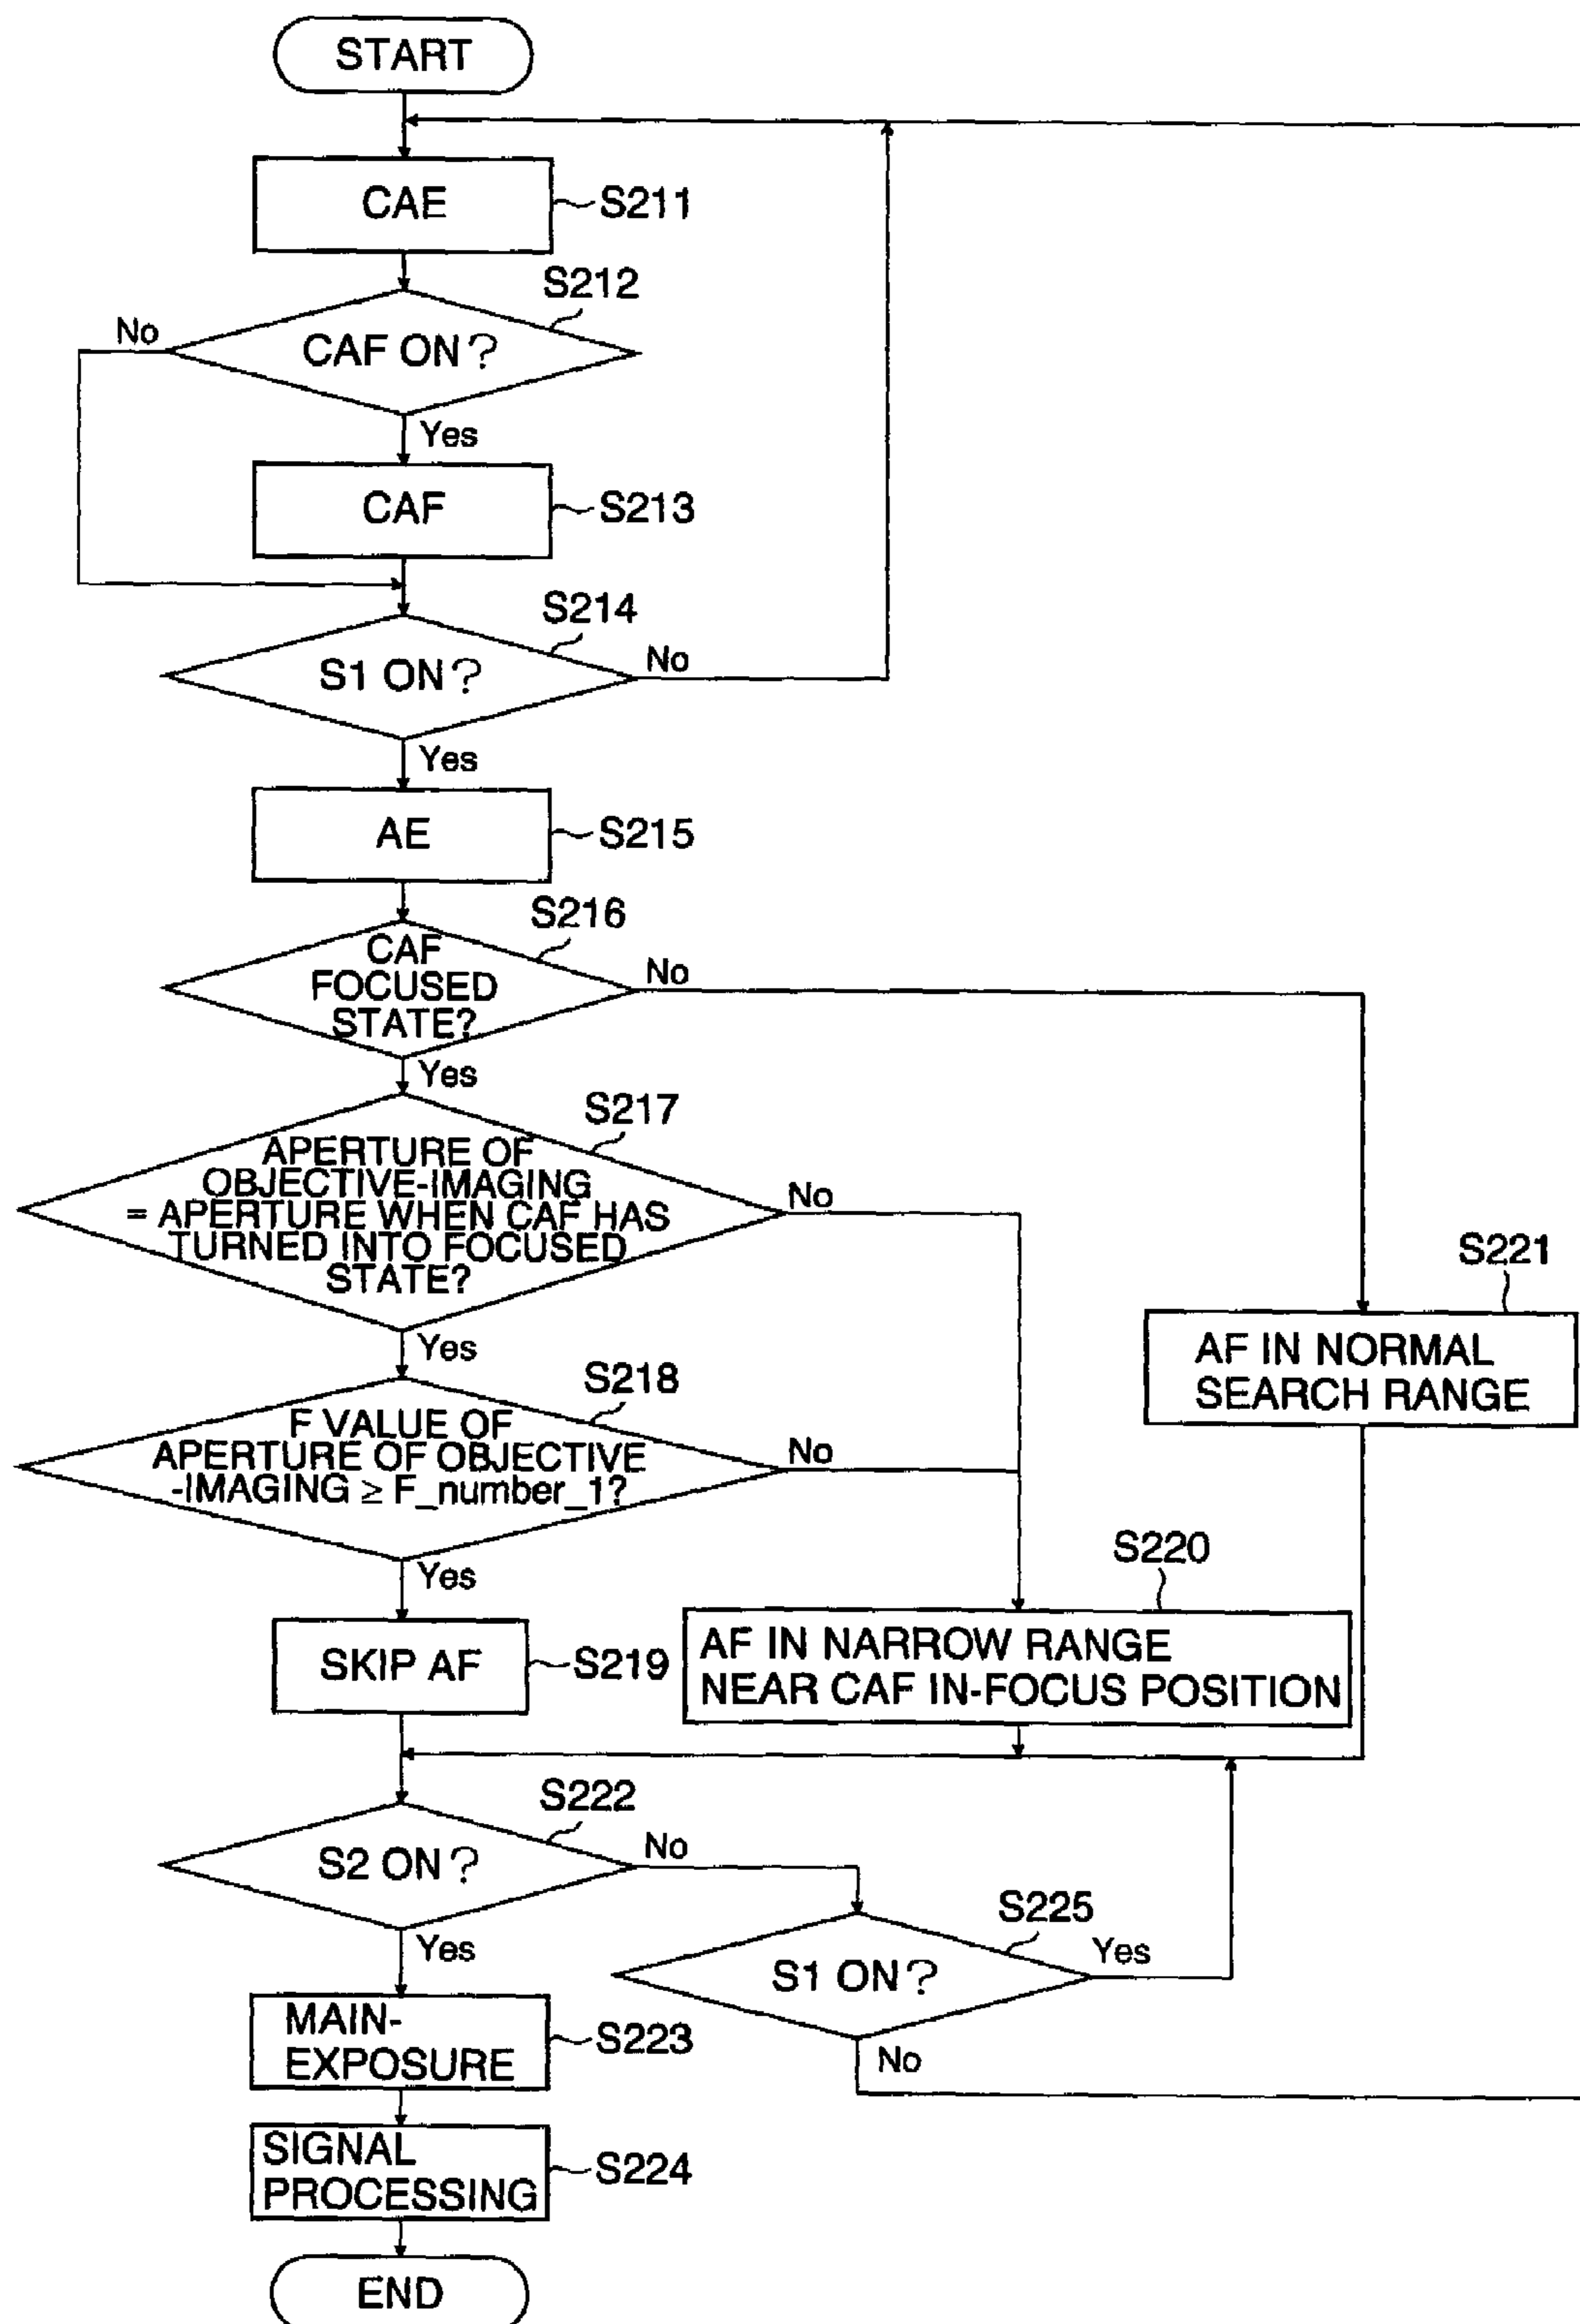 START
CAE
S211
S212
No
CAF ON?
Yes
CAF
S213
S214
S1 ON?
No
Yes
AE
S215
S216
CAF
FOCUSED
STATE?
No
Yes
S217
APERTURE OF
OBJECTIVE-IMAGING
= APERTURE WHEN CAF HAS
TURNED INTO FOCUSED
STATE?
No
S221
AF IN NORMAL
SEARCH RANGE
Yes
S218
F VALUE OF
APERTURE OF OBJECTIVE
-IMAGING ≥ F_number_1?
No
Yes
S220
SKIP AF
S219
AF IN NARROW RANGE
NEAR CAF IN-FOCUS POSITION
S222
S2 ON?
No
S225
Yes
S1 ON?
Yes
MAIN-
EXPOSURE
S223
No
SIGNAL
PROCESSING
S224
END